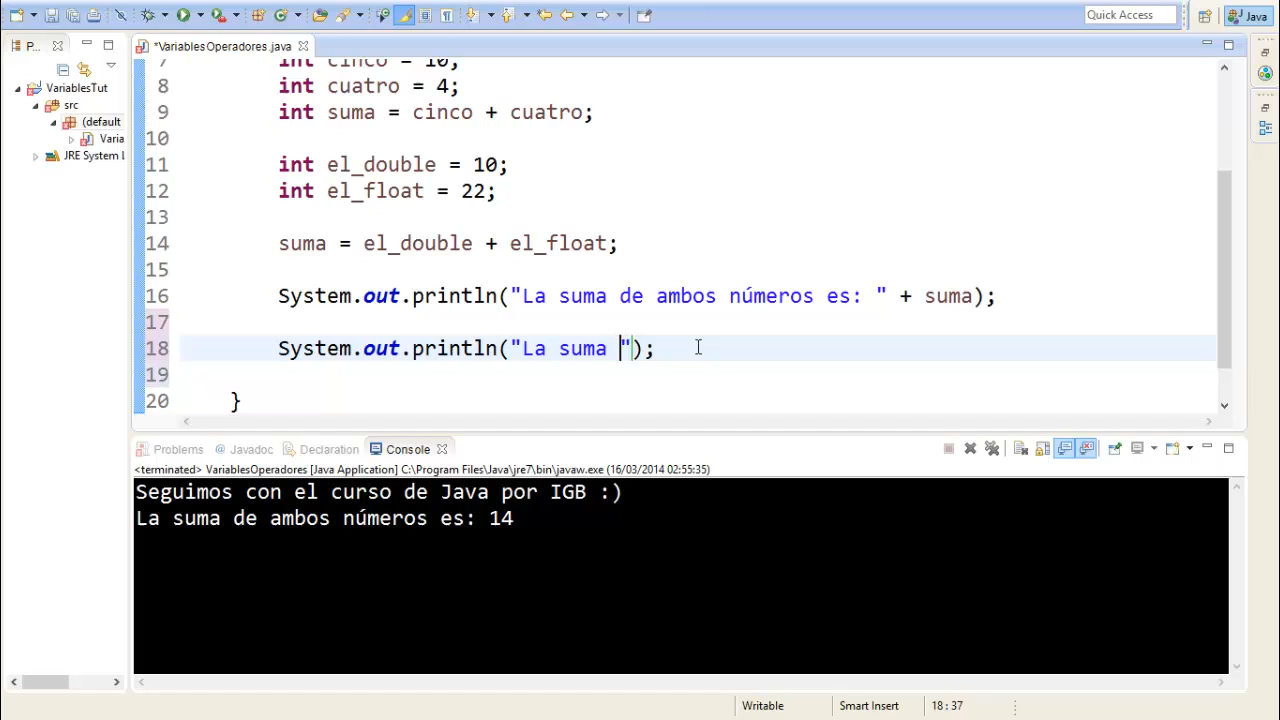 Quick Access
Java
P...
*VariablesOperadores.java
VariablesTut
src
(default
Varia
JRE System L
7 int cinco = 10;
8 int cuatro = 4;
9 int suma = cinco + cuatro;
10
11 int el_double = 10;
12 int el_float = 22;
13
14 suma = el_double + el_float;
15
16 System.out.println("La suma de ambos números es: " + suma);
17
18 System.out.println("La suma ");
19
20 }
Problems @ Javadoc Declaration Console
<terminated> VariablesOperadores [Java Application] C:\Program Files\Java\jre7\bin\javaw.exe (16/03/2014 02:55:35)
Seguimos con el curso de Java por IGB :)
La suma de ambos números es: 14
Writable Smart Insert 18 : 37